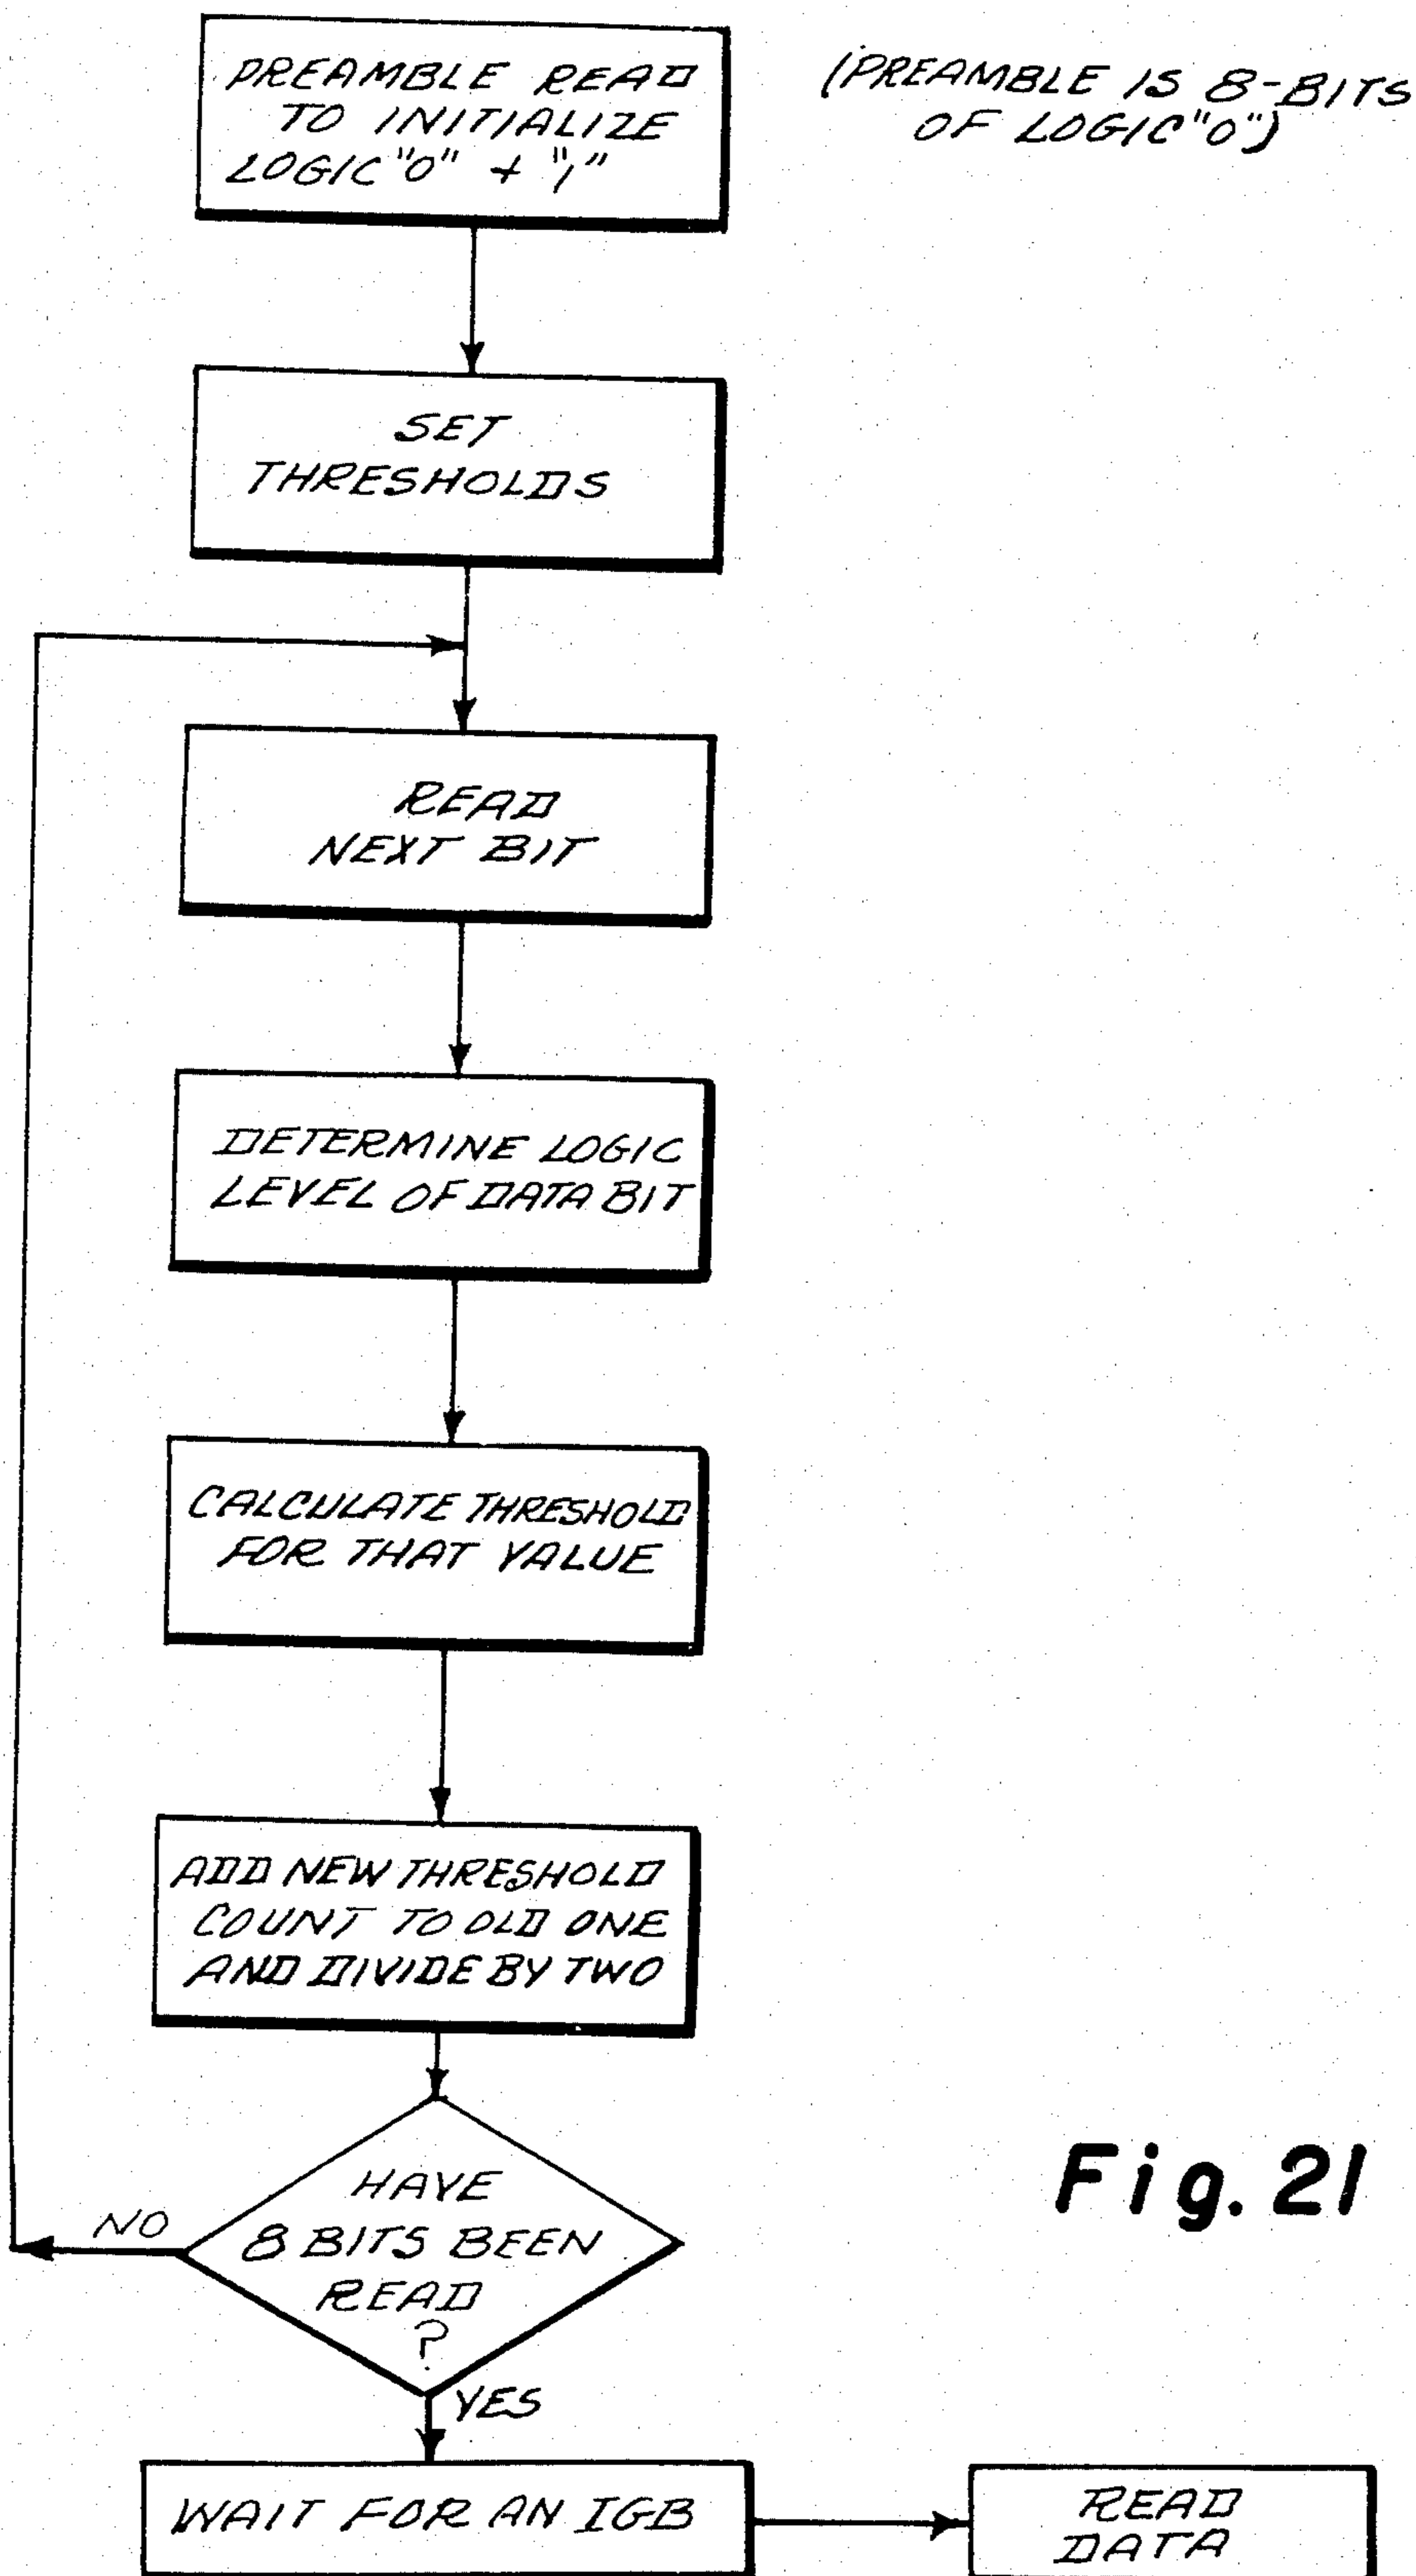 PREAMBLE READ
TO INITIALIZE
LOGIC "0" + "1"
(PREAMBLE IS 8-BITS
OF LOGIC "0")
SET
THRESHOLDS
READ
NEXT BIT
DETERMINE LOGIC
LEVEL OF DATA BIT
CALCULATE THRESHOLD
FOR THAT VALUE
ADD NEW THRESHOLD
COUNT TO OLD ONE
AND DIVIDE BY TWO
HAVE
8 BITS BEEN
READ
?
NO
YES
WAIT FOR AN IGB
READ
DATA
Fig. 21